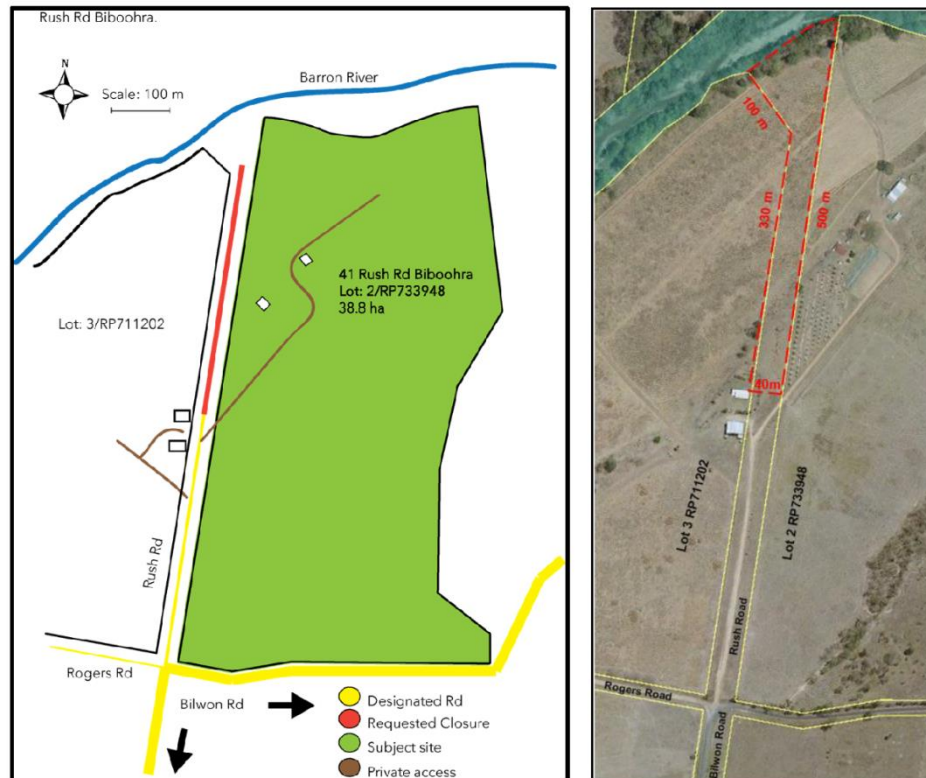 Rush Rd Biboohra.
N
Scale: 100 m
Barron River
41 Rush Rd Biboohra
Lot: 2/RP733948
38.8 ha
Lot: 3/RP711202
Rush Rd
Rogers Rd
Bilwon Rd
Designated Rd
Requested Closure
Subject site
Private access
100 m
330 m
500 m
40m
Lot 3 RP711202
Lot 2 RP733948
Rush Road
Rogers Road
Bilwon Road